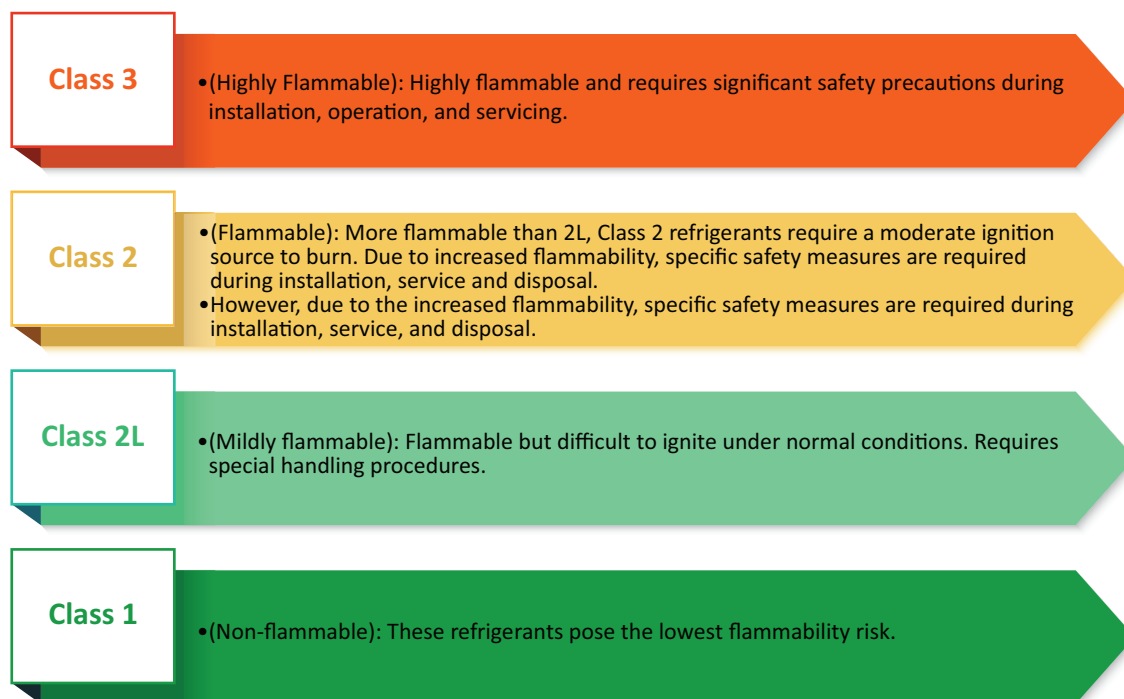 Class 3
•(Highly Flammable): Highly flammable and requires significant safety precautions during
installation, operation, and servicing.
Class 2
•(Flammable): More flammable than 2L, Class 2 refrigerants require a moderate ignition
source to burn. Due to increased flammability, specific safety measures are required
during installation, service and disposal.
•However, due to the increased flammability, specific safety measures are required during
installation, service, and disposal.
Class 2L
•(Mildly flammable): Flammable but difficult to ignite under normal conditions. Requires
special handling procedures.
Class 1
•(Non-flammable): These refrigerants pose the lowest flammability risk.